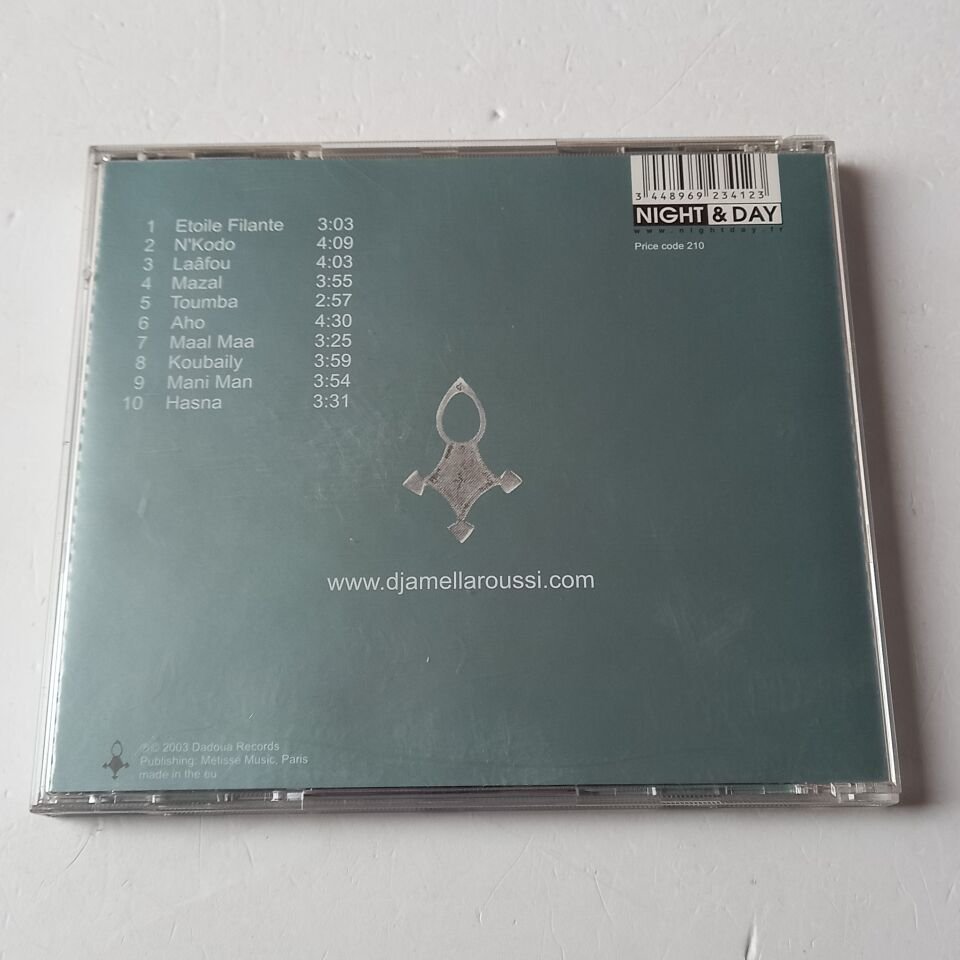 1 Etoile Filante 3:03
2 N'Kodo 4:09
3 Laâfou 4:03
4 Mazal 3:55
5 Toumba 2:57
6 Aho 4:30
7 Maal Maa 3:25
8 Koubaily 3:59
9 Mani Man 3:54
10 Hasna 3:31
3 448969 234123
NIGHT & DAY
www.nightday.fr
Price code 210
www.djamellaroussi.com
℗© 2003 Dadoua Records
Publishing: Métisse Music, Paris
made in the eu